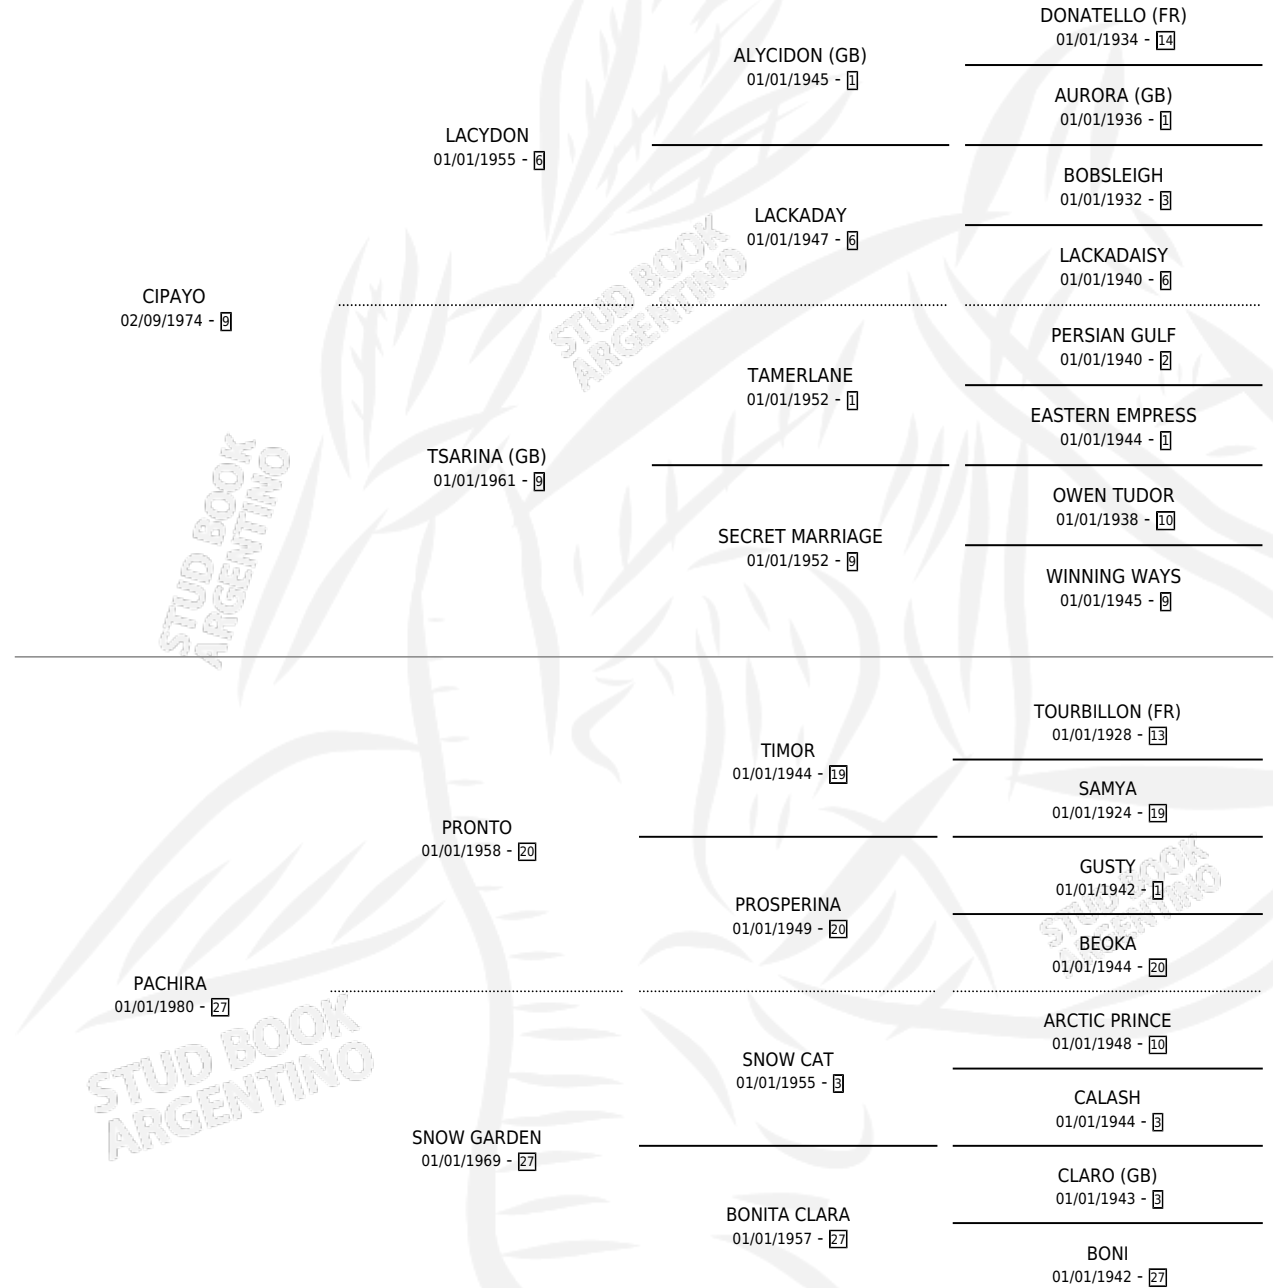 DONATELLO (FR)
01/01/1934 - 14
ALYCIDON (GB)
01/01/1945 - 1
AURORA (GB)
01/01/1936 - 1
LACYDON
01/01/1955 - 6
BOBSLEIGH
01/01/1932 - 3
LACKADAY
01/01/1947 - 6
LACKADAISY
01/01/1940 - 6
CIPAYO
02/09/1974 - 9
PERSIAN GULF
01/01/1940 - 2
TAMERLANE
01/01/1952 - 1
EASTERN EMPRESS
01/01/1944 - 1
TSARINA (GB)
01/01/1961 - 9
OWEN TUDOR
01/01/1938 - 10
SECRET MARRIAGE
01/01/1952 - 9
WINNING WAYS
01/01/1945 - 9
STUD BOOK
ARGENTINO
STUD BOOK
ARGENTINO
TOURBILLON (FR)
01/01/1928 - 13
TIMOR
01/01/1944 - 19
SAMYA
01/01/1924 - 19
PRONTO
01/01/1958 - 20
GUSTY
01/01/1942 - 1
PROSPERINA
01/01/1949 - 20
BEOKA
01/01/1944 - 20
STUD BOOK
ARGENTINO
PACHIRA
01/01/1980 - 27
ARCTIC PRINCE
01/01/1948 - 10
SNOW CAT
01/01/1955 - 3
CALASH
01/01/1944 - 3
SNOW GARDEN
01/01/1969 - 27
CLARO (GB)
01/01/1943 - 3
BONITA CLARA
01/01/1957 - 27
BONI
01/01/1942 - 27
STUD BOOK
ARGENTINO